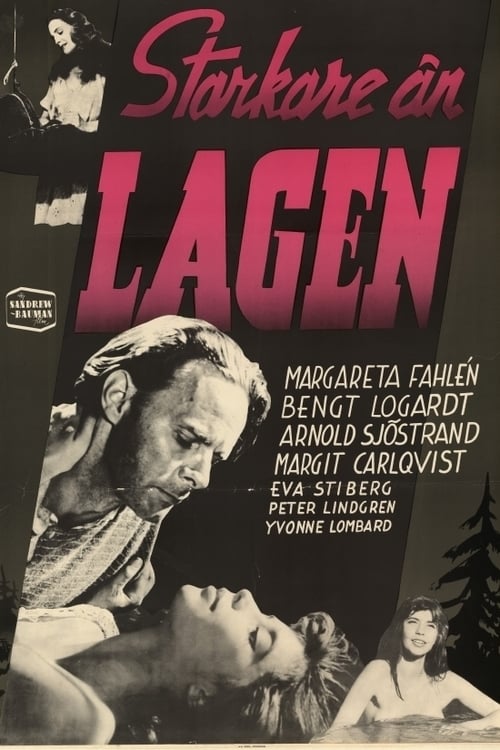 Starkare än
LAGEN
SANDREW
BAUMAN
film
MARGARETA FAHLÉN
BENGT LOGARDT
ARNOLD SJÖSTRAND
MARGIT CARLQVIST
EVA STIBERG
PETER LINDGREN
YVONNE LOMBARD